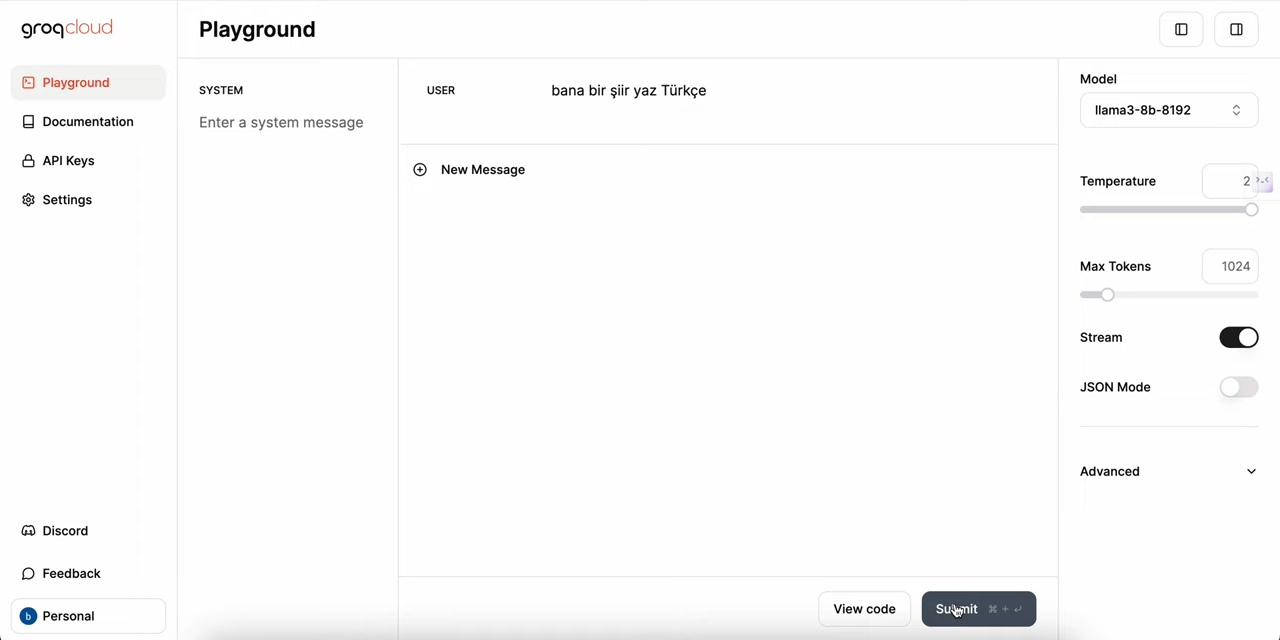 groqcloud
Playground
Playground
Documentation
API Keys
Settings
SYSTEM
Enter a system message
USER
bana bir şiir yaz Türkçe
New Message
Model
llama3-8b-8192
Temperature
2
Max Tokens
1024
Stream
JSON Mode
Advanced
Discord
Feedback
b
Personal
View code
Submit ⌘ + ↵